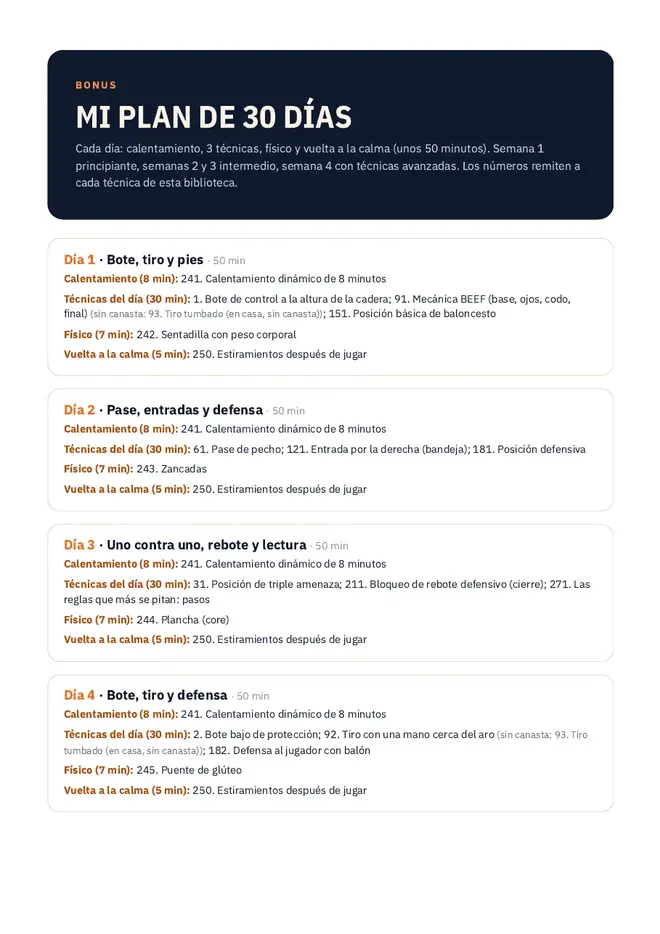 BONUS
MI PLAN DE 30 DÍAS
Cada día: calentamiento, 3 técnicas, físico y vuelta a la calma (unos 50 minutos). Semana 1
principiante, semanas 2 y 3 intermedio, semana 4 con técnicas avanzadas. Los números remiten a
cada técnica de esta biblioteca.
Día 1 · Bote, tiro y pies · 50 min
Calentamiento (8 min): 241. Calentamiento dinámico de 8 minutos
Técnicas del día (30 min): 1. Bote de control a la altura de la cadera; 91. Mecánica BEEF (base, ojos, codo,
final) (sin canasta: 93. Tiro tumbado (en casa, sin canasta)); 151. Posición básica de baloncesto
Físico (7 min): 242. Sentadilla con peso corporal
Vuelta a la calma (5 min): 250. Estiramientos después de jugar
Día 2 · Pase, entradas y defensa · 50 min
Calentamiento (8 min): 241. Calentamiento dinámico de 8 minutos
Técnicas del día (30 min): 61. Pase de pecho; 121. Entrada por la derecha (bandeja); 181. Posición defensiva
Físico (7 min): 243. Zancadas
Vuelta a la calma (5 min): 250. Estiramientos después de jugar
Día 3 · Uno contra uno, rebote y lectura · 50 min
Calentamiento (8 min): 241. Calentamiento dinámico de 8 minutos
Técnicas del día (30 min): 31. Posición de triple amenaza; 211. Bloqueo de rebote defensivo (cierre); 271. Las
reglas que más se pitan: pasos
Físico (7 min): 244. Plancha (core)
Vuelta a la calma (5 min): 250. Estiramientos después de jugar
Día 4 · Bote, tiro y defensa · 50 min
Calentamiento (8 min): 241. Calentamiento dinámico de 8 minutos
Técnicas del día (30 min): 2. Bote bajo de protección; 92. Tiro con una mano cerca del aro (sin canasta: 93. Tiro
tumbado (en casa, sin canasta)); 182. Defensa al jugador con balón
Físico (7 min): 245. Puente de glúteo
Vuelta a la calma (5 min): 250. Estiramientos después de jugar